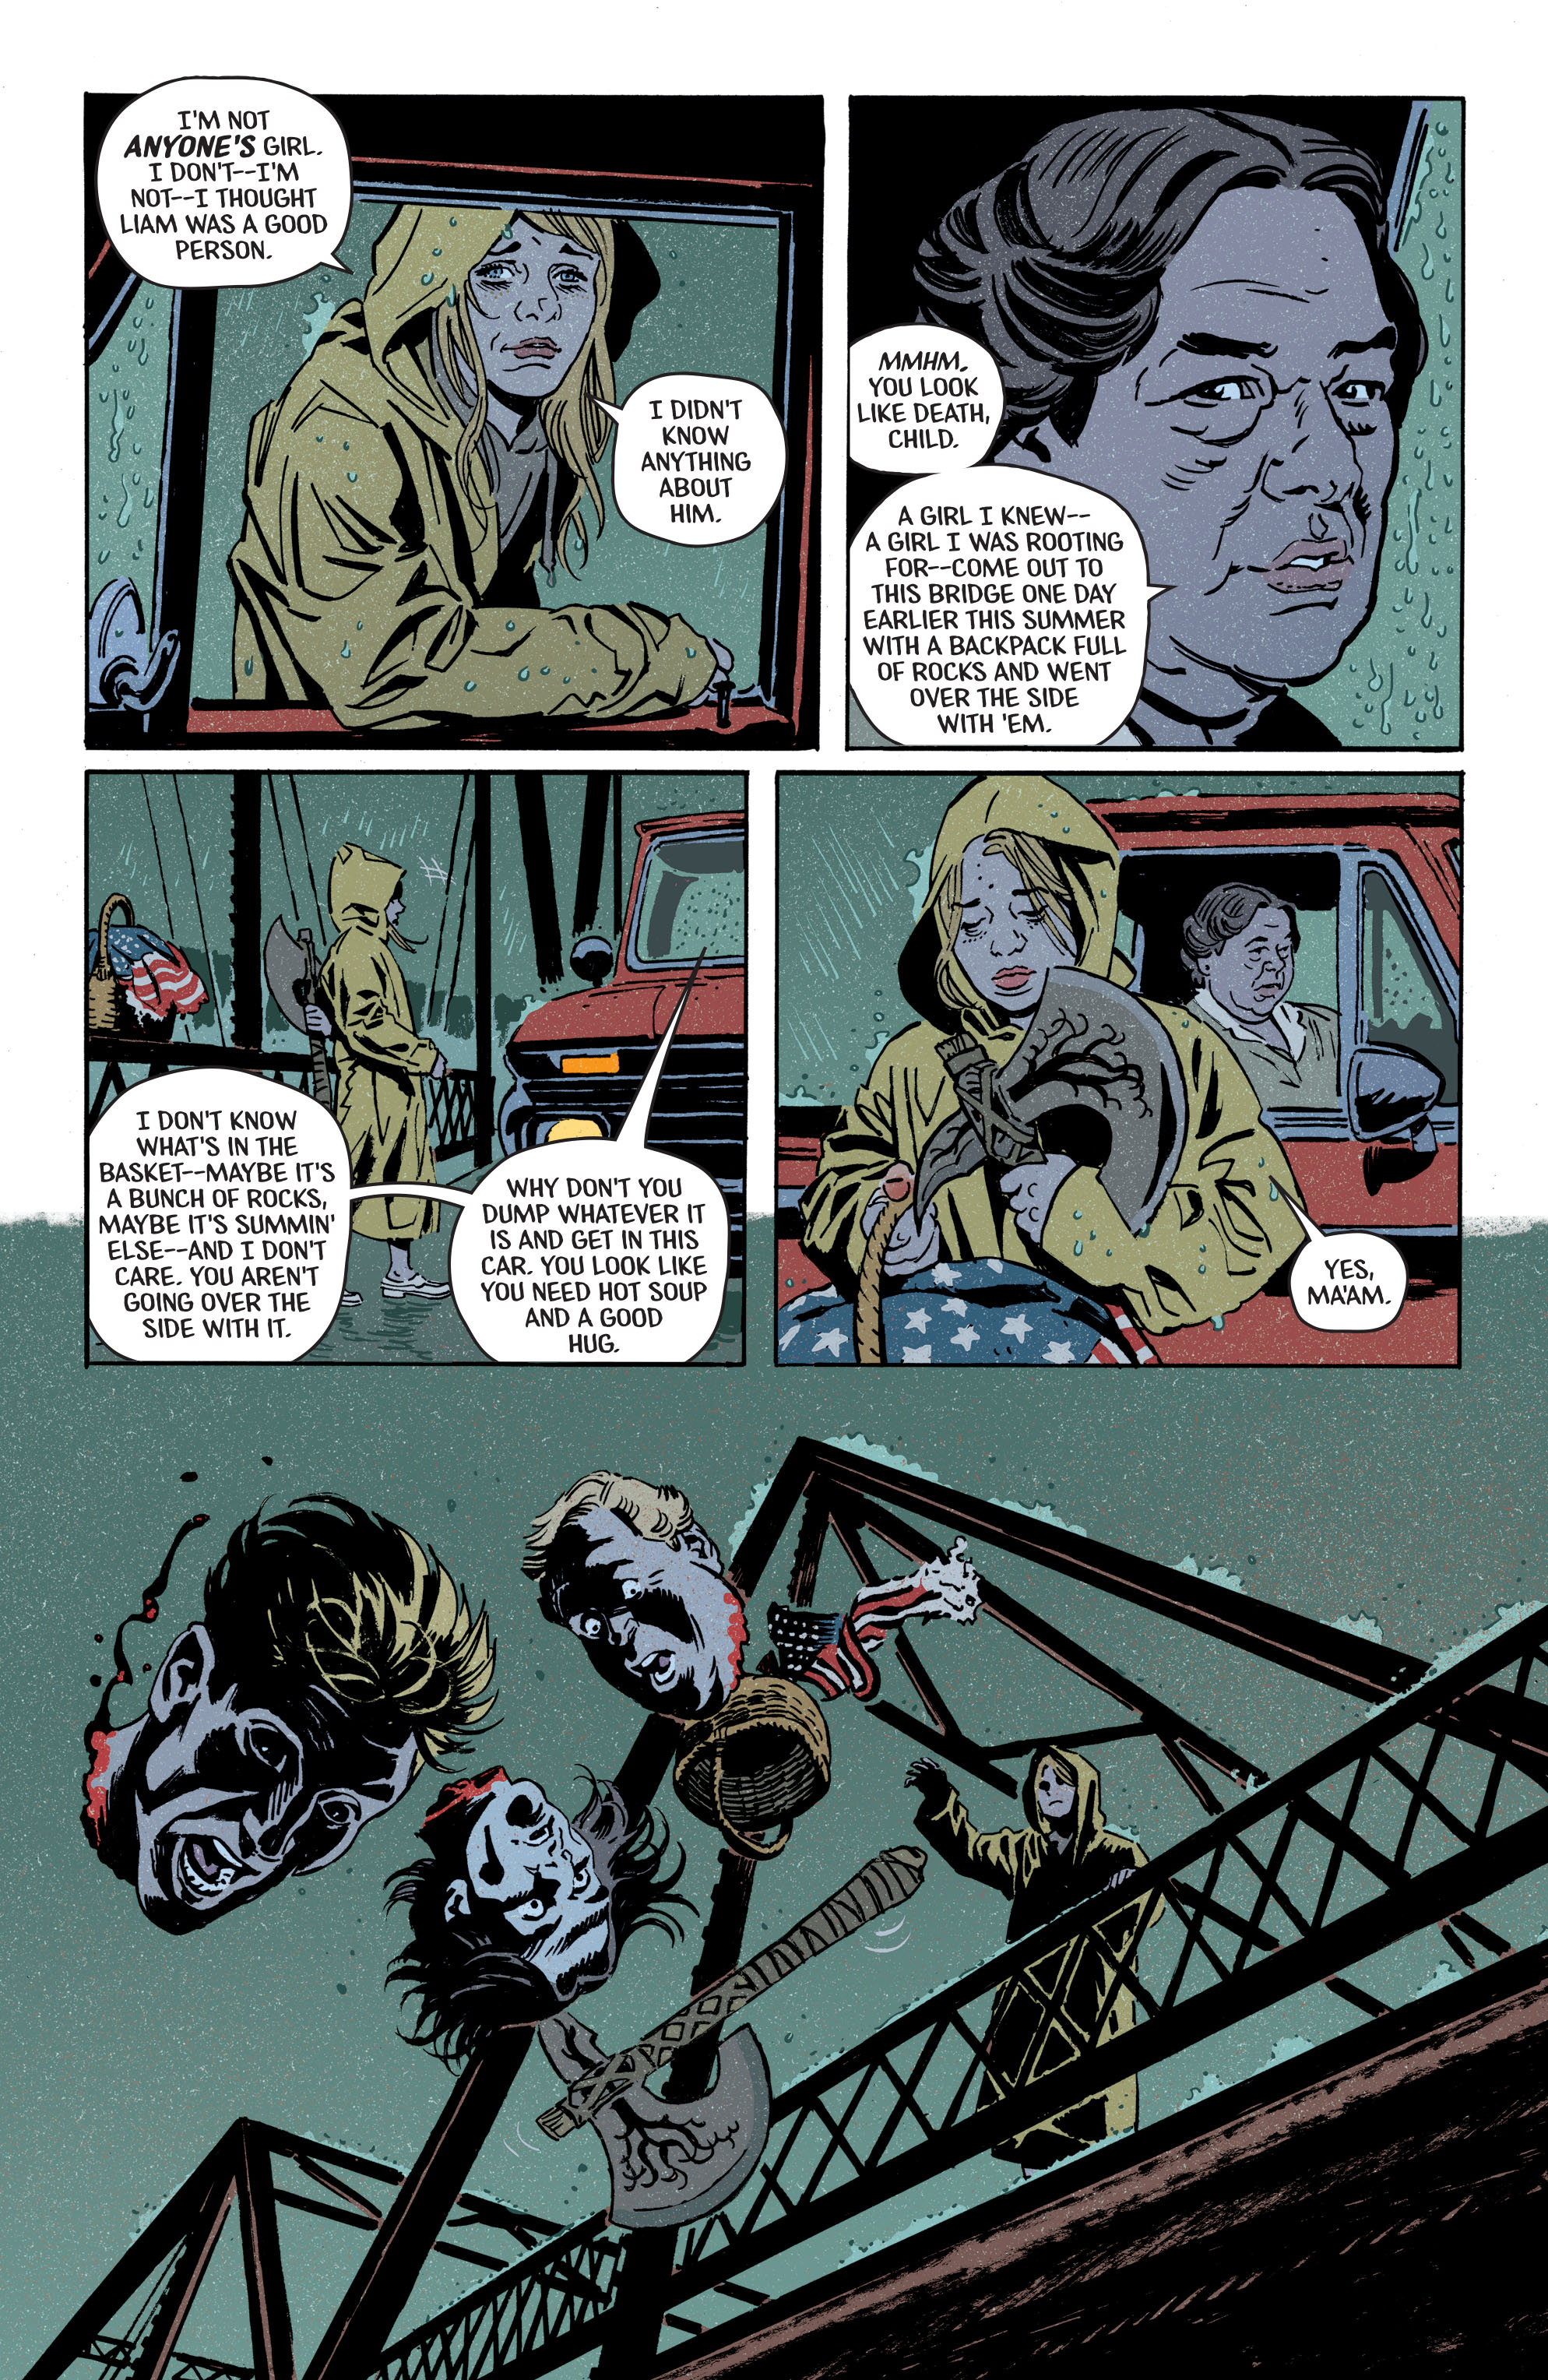 I'M NOT
ANYONE'S GIRL.
I DON'T--I'M
NOT--I THOUGHT
LIAM WAS A GOOD
PERSON.
I DIDN'T
KNOW
ANYTHING
ABOUT
HIM.
MMHM.
YOU LOOK
LIKE DEATH,
CHILD.
A GIRL I KNEW--
A GIRL I WAS ROOTING
FOR--COME OUT TO
THIS BRIDGE ONE DAY
EARLIER THIS SUMMER
WITH A BACKPACK FULL
OF ROCKS AND WENT
OVER THE SIDE
WITH 'EM.
I DON'T KNOW
WHAT'S IN THE
BASKET--MAYBE IT'S
A BUNCH OF ROCKS,
MAYBE IT'S SUMMIN'
ELSE--AND I DON'T
CARE. YOU AREN'T
GOING OVER THE
SIDE WITH IT.
WHY DON'T YOU
DUMP WHATEVER IT
IS AND GET IN THIS
CAR. YOU LOOK LIKE
YOU NEED HOT SOUP
AND A GOOD
HUG.
YES,
MA'AM.